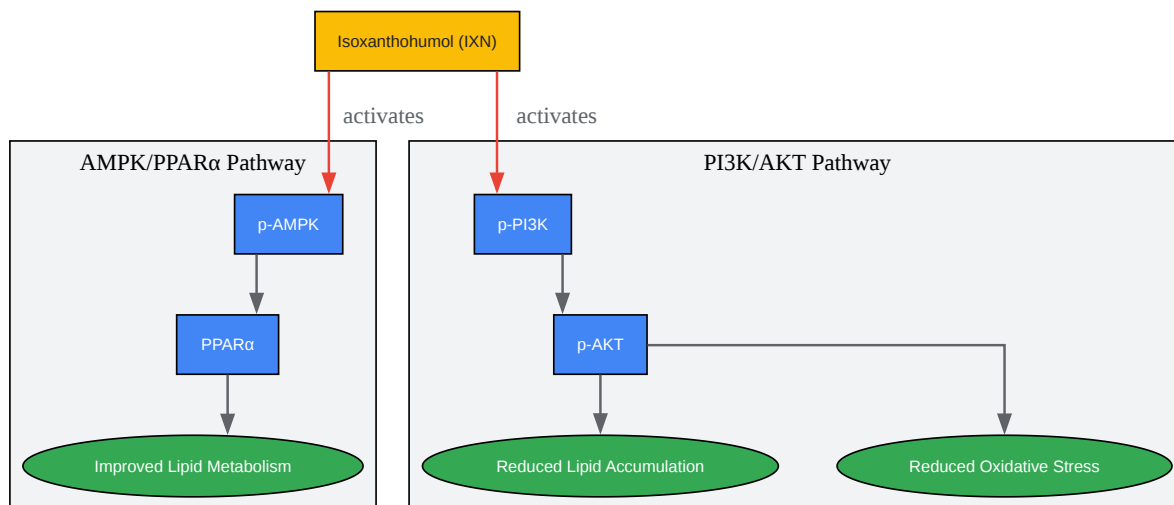 Isoxanthohumol (IXN)
activates
activates
AMPK/PPARα Pathway
PI3K/AKT Pathway
p-AMPK
p-PI3K
PPARα
p-AKT
Improved Lipid Metabolism
Reduced Lipid Accumulation
Reduced Oxidative Stress